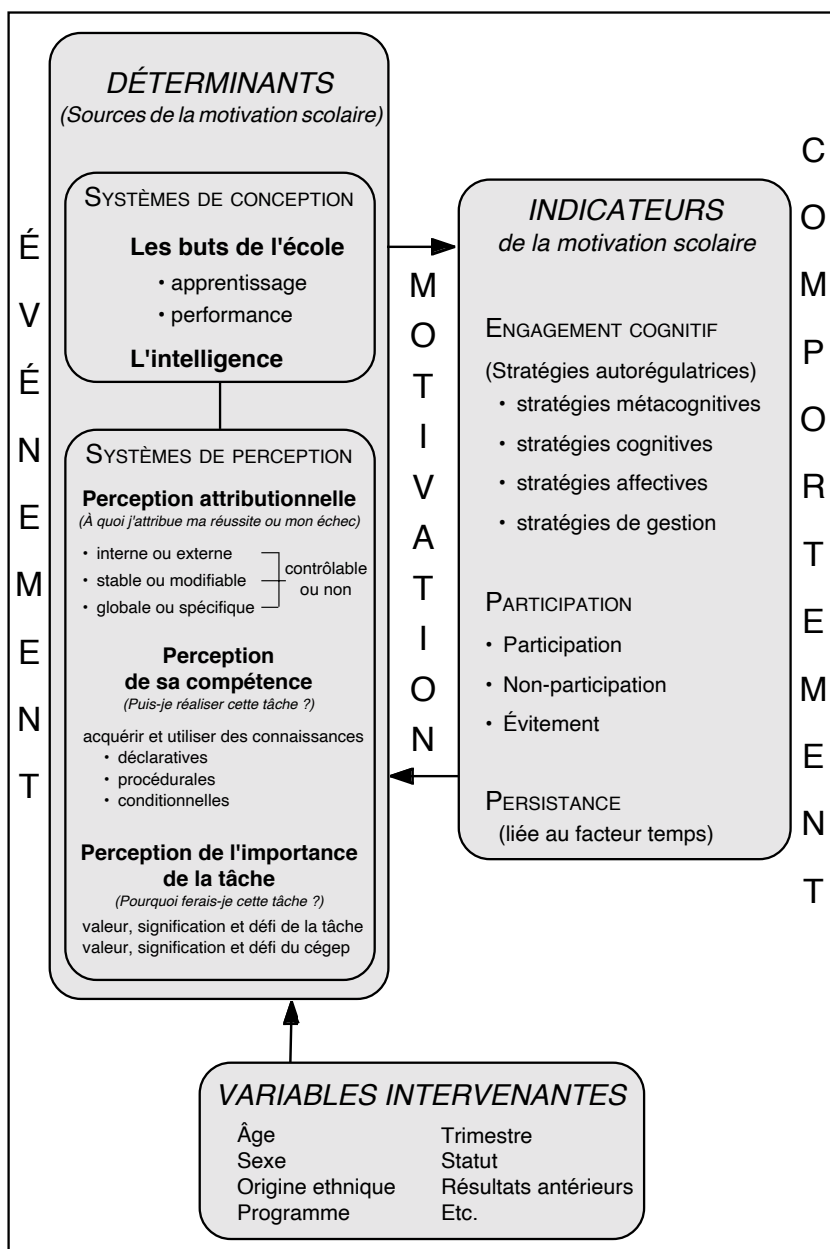 ÉVÉNEMENT
DÉTERMINANTS
(Sources de la motivation scolaire)
SYSTÈMES DE CONCEPTION
Les buts de l'école
• apprentissage
• performance
L'intelligence
SYSTÈMES DE PERCEPTION
Perception attributionnelle
(À quoi j'attribue ma réussite ou mon échec)
• interne ou externe
• stable ou modifiable
• globale ou spécifique
contrôlable
ou non
Perception
de sa compétence
(Puis-je réaliser cette tâche ?)
acquérir et utiliser des connaissances
• déclaratives
• procédurales
• conditionnelles
Perception de l'importance
de la tâche
(Pourquoi ferais-je cette tâche ?)
valeur, signification et défi de la tâche
valeur, signification et défi du cégep
MOTIVATION
INDICATEURS
de la motivation scolaire
ENGAGEMENT COGNITIF
(Stratégies autorégulatrices)
• stratégies métacognitives
• stratégies cognitives
• stratégies affectives
• stratégies de gestion
PARTICIPATION
• Participation
• Non-participation
• Évitement
PERSISTANCE
(liée au facteur temps)
COMPORTEMENT
VARIABLES INTERVENANTES
Âge
Sexe
Origine ethnique
Programme
Trimestre
Statut
Résultats antérieurs
Etc.